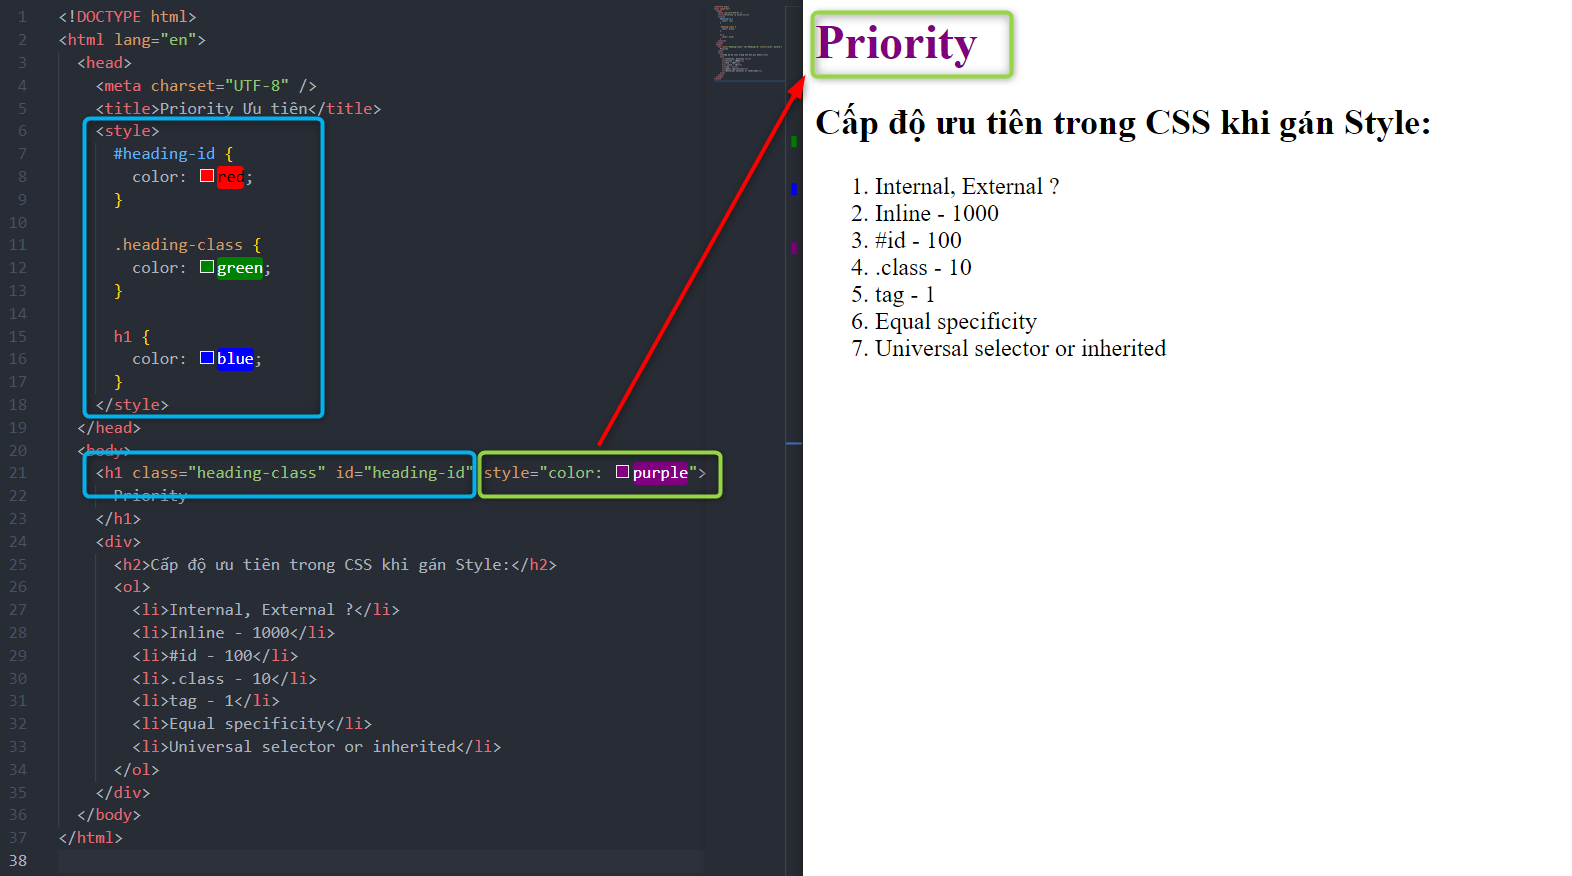 1 <!DOCTYPE html>
2 <html lang="en">
3 <head>
4 <meta charset="UTF-8" />
5 <title>Priority Ưu tiên</title>
6 <style>
7 #heading-id {
8 color: red;
9 }
10
11 .heading-class {
12 color: green;
13 }
14
15 h1 {
16 color: blue;
17 }
18 </style>
19 </head>
20 <body>
21 <h1 class="heading-class" id="heading-id" style="color: purple">
22 Priority
23 </h1>
24 <div>
25 <h2>Cấp độ ưu tiên trong CSS khi gán Style:</h2>
26 <ol>
27 <li>Internal, External ?</li>
28 <li>Inline - 1000</li>
29 <li>#id - 100</li>
30 <li>.class - 10</li>
31 <li>tag - 1</li>
32 <li>Equal specificity</li>
33 <li>Universal selector or inherited</li>
34 </ol>
35 </div>
36 </body>
37 </html>
38
Priority
Cấp độ ưu tiên trong CSS khi gán Style:
1. Internal, External ?
2. Inline - 1000
3. #id - 100
4. .class - 10
5. tag - 1
6. Equal specificity
7. Universal selector or inherited